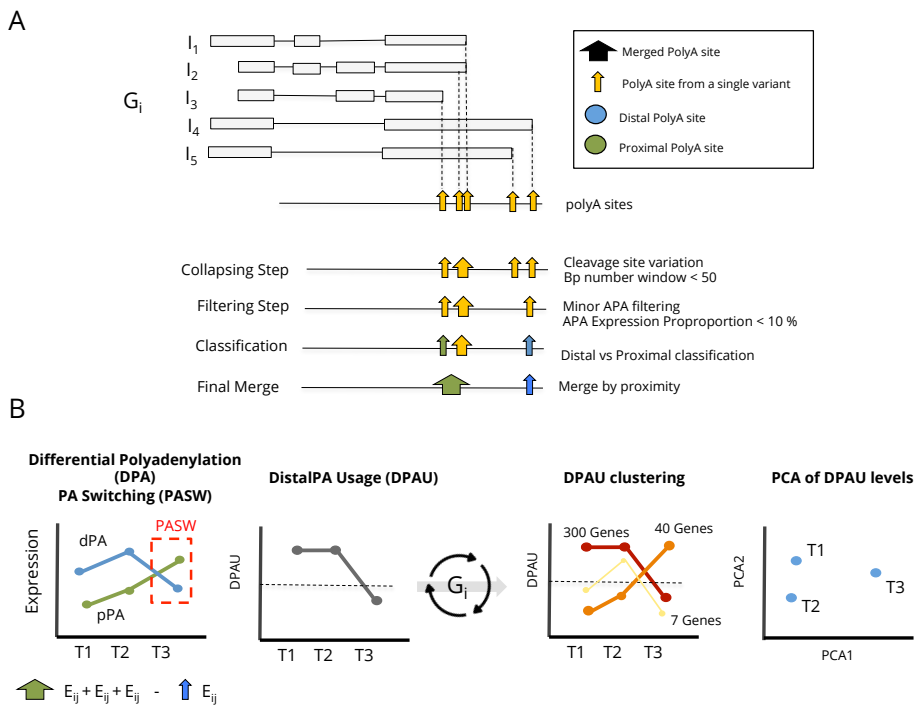 A
I1
I2
Gi
I3
I4
I5
Merged PolyA site
PolyA site from a single variant
Distal PolyA site
Proximal PolyA site
polyA sites
Collapsing Step
Cleavage site variation
Bp number window < 50
Filtering Step
Minor APA filtering
APA Expression Proproportion < 10 %
Classification
Distal vs Proximal classification
Final Merge
Merge by proximity
B
Differential Polyadenylation
(DPA)
PA Switching (PASW)
Expression
PASW
dPA
pPA
T1 T2 T3
Eij + Eij + Eij - Eij
DistalPA Usage (DPAU)
DPAU
T1 T2 T3
Gi
DPAU clustering
DPAU
300 Genes
40 Genes
7 Genes
T1 T2 T3
PCA of DPAU levels
PCA2
T1
T2
T3
PCA1